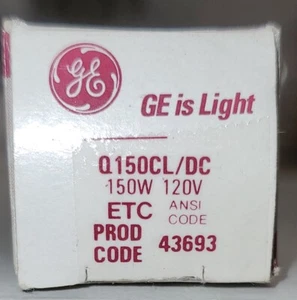 GE
GE is Light
Q150CL/DC
150W 120V
ETC ANSI CODE
PROD CODE 43693